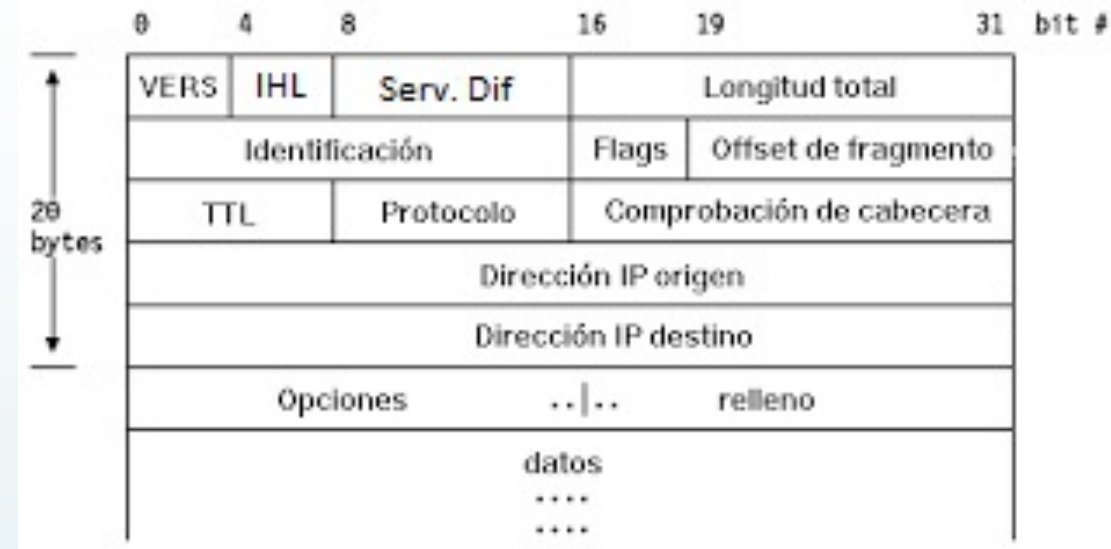 0 4 8 16 19 31 bit #
VERS IHL Serv. Dif Longitud total
Identificación Flags Offset de fragmento
20 bytes
TTL Protocolo Comprobación de cabecera
Dirección IP origen
Dirección IP destino
Opciones ..|.. relleno
datos
....
....